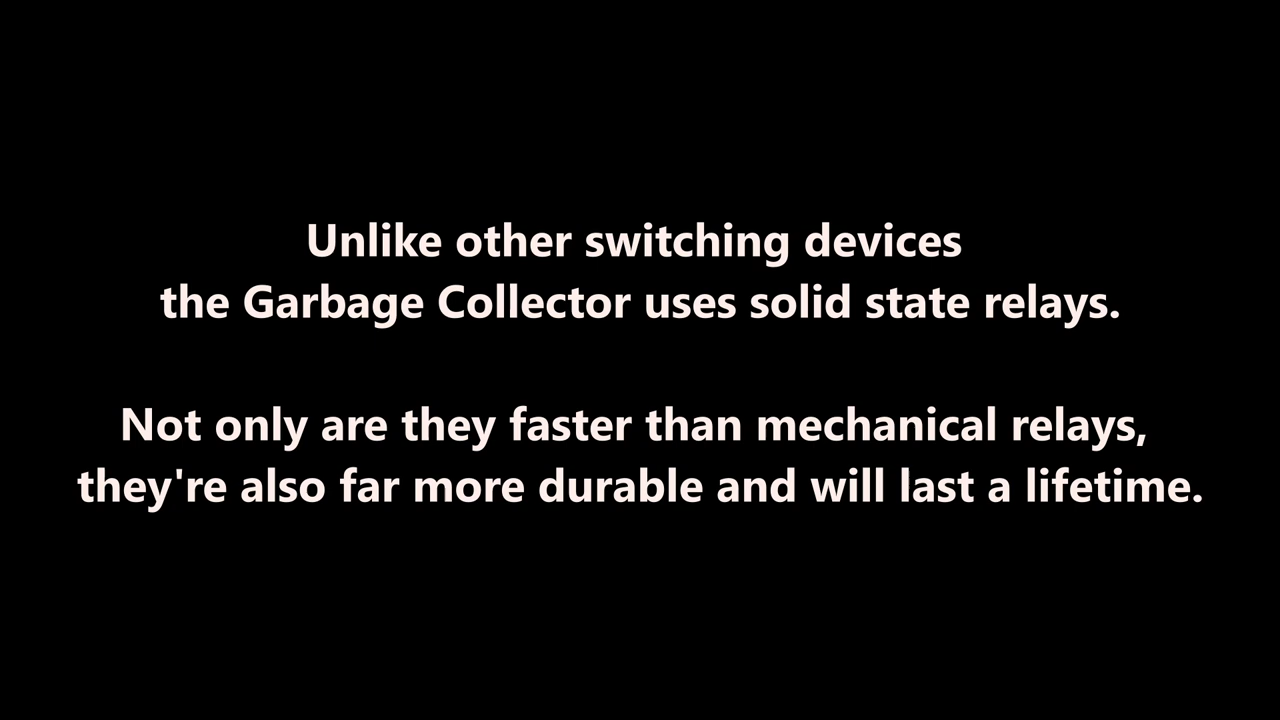 Unlike other switching devices
the Garbage Collector uses solid state relays.
Not only are they faster than mechanical relays,
they're also far more durable and will last a lifetime.